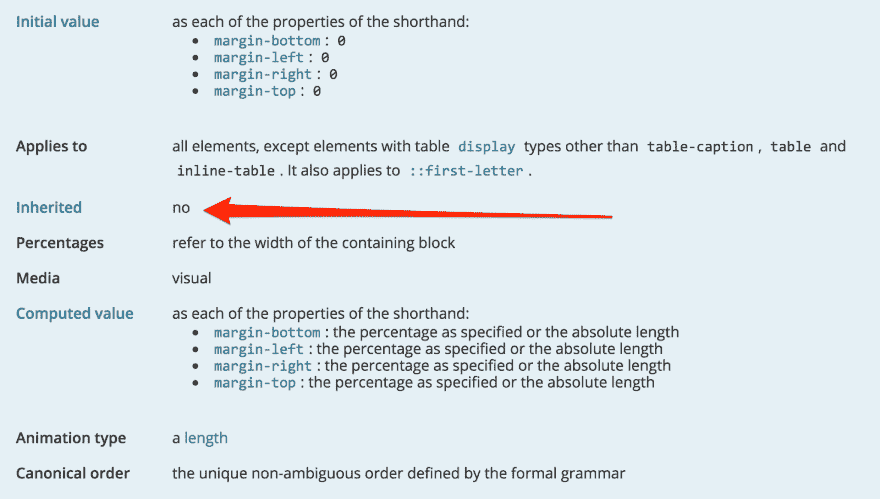 Initial value as each of the properties of the shorthand:
• margin-bottom: 0
• margin-left: 0
• margin-right: 0
• margin-top: 0
Applies to all elements, except elements with table display types other than table-caption, table and
inline-table. It also applies to ::first-letter.
Inherited no
Percentages refer to the width of the containing block
Media visual
Computed value as each of the properties of the shorthand:
• margin-bottom: the percentage as specified or the absolute length
• margin-left: the percentage as specified or the absolute length
• margin-right: the percentage as specified or the absolute length
• margin-top: the percentage as specified or the absolute length
Animation type a length
Canonical order the unique non-ambiguous order defined by the formal grammar